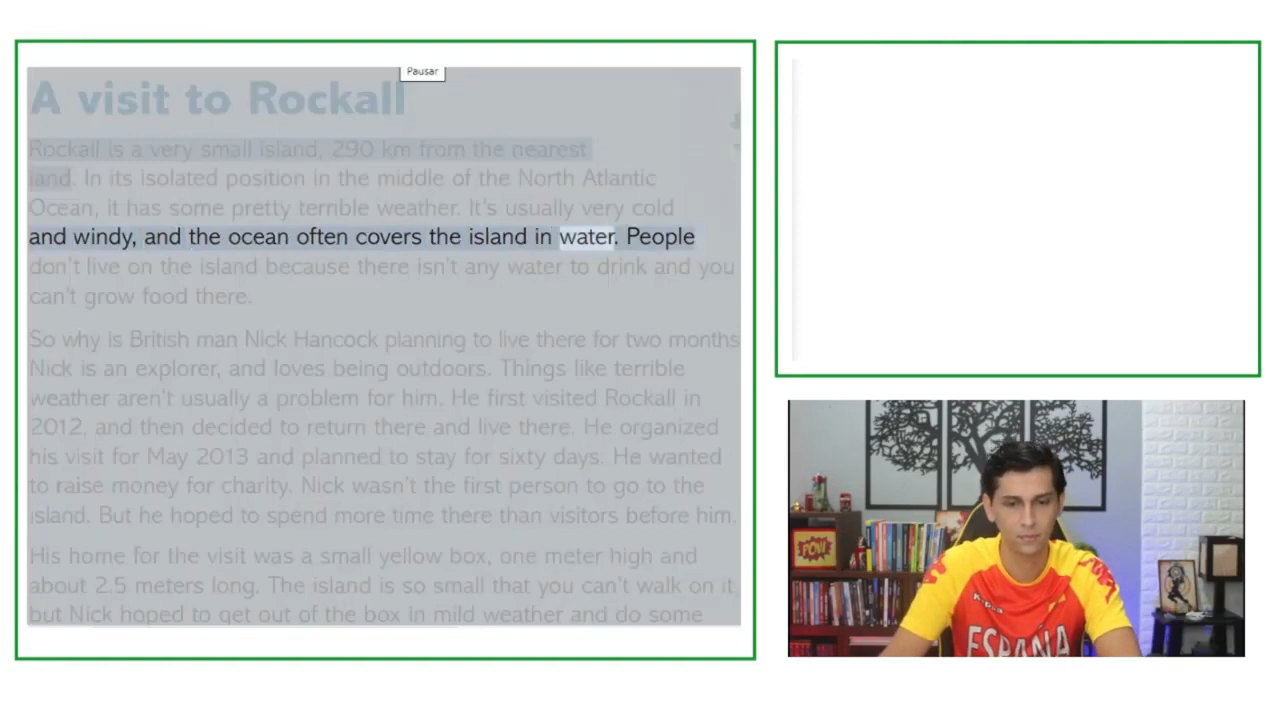 Pausar
A visit to Rockall
Rockall is a very small island, 290 km from the nearest
land. In its isolated position in the middle of the North Atlantic
Ocean, it has some pretty terrible weather. It's usually very cold
and windy, and the ocean often covers the island in water. People
don't live on the island because there isn't any water to drink and you
can't grow food there.
So why is British man Nick Hancock planning to live there for two months
Nick is an explorer, and loves being outdoors. Things like terrible
weather aren't usually a problem for him. He first visited Rockall in
2012, and then decided to return there and live there. He organized
his visit for May 2013 and planned to stay for sixty days. He wanted
to raise money for charity. Nick wasn't the first person to go to the
island. But he hoped to spend more time there than visitors before him.
His home for the visit was a small yellow box, one meter high and
about 2.5 meters long. The island is so small that you can't walk on it,
but Nick hoped to get out of the box in mild weather and do some
POW
ESPAÑA